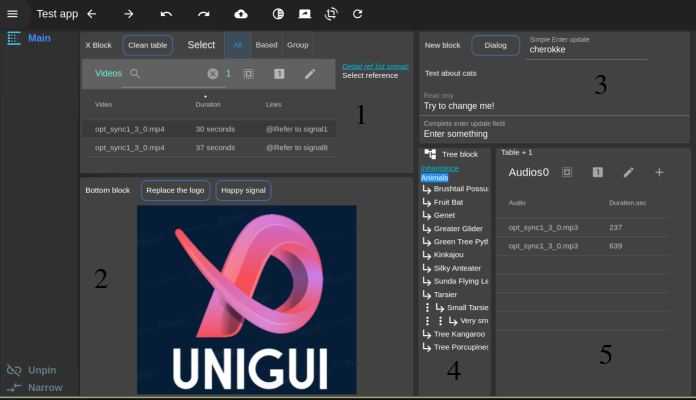 Test app
Main
X Block
Clean table
Select
All
Based
Group
Videos
1
1
Detail ref list signals
Select reference
Video
Duration
Links
opt_sync1_3_0.mp4
30 seconds
@Refer to signal1
opt_sync1_3_0.mp4
37 seconds
@Refer to signal8
1
Bottom block
Replace the logo
Happy signal
2
UNIGUI
New block
Dialog
Simple Enter update
cherokke
Text about cats
3
Read only
Try to change me!
Complete enter update field
Enter something
Tree block
Inheritance
Animals
Brushtail Possu
Fruit Bat
Genet
Greater Glider
Green Tree Pyth
Kinkajou
Silky Anteater
Sunda Flying Le
Tarsier
Small Tarsie
Very sm
Tree Kangaroo
Tree Porcupines
4
Table + 1
Audios0
1
Audio
Duration,sec
opt_sync1_3_0.mp3
237
opt_sync1_3_0.mp3
639
5
Unpin
Narrow